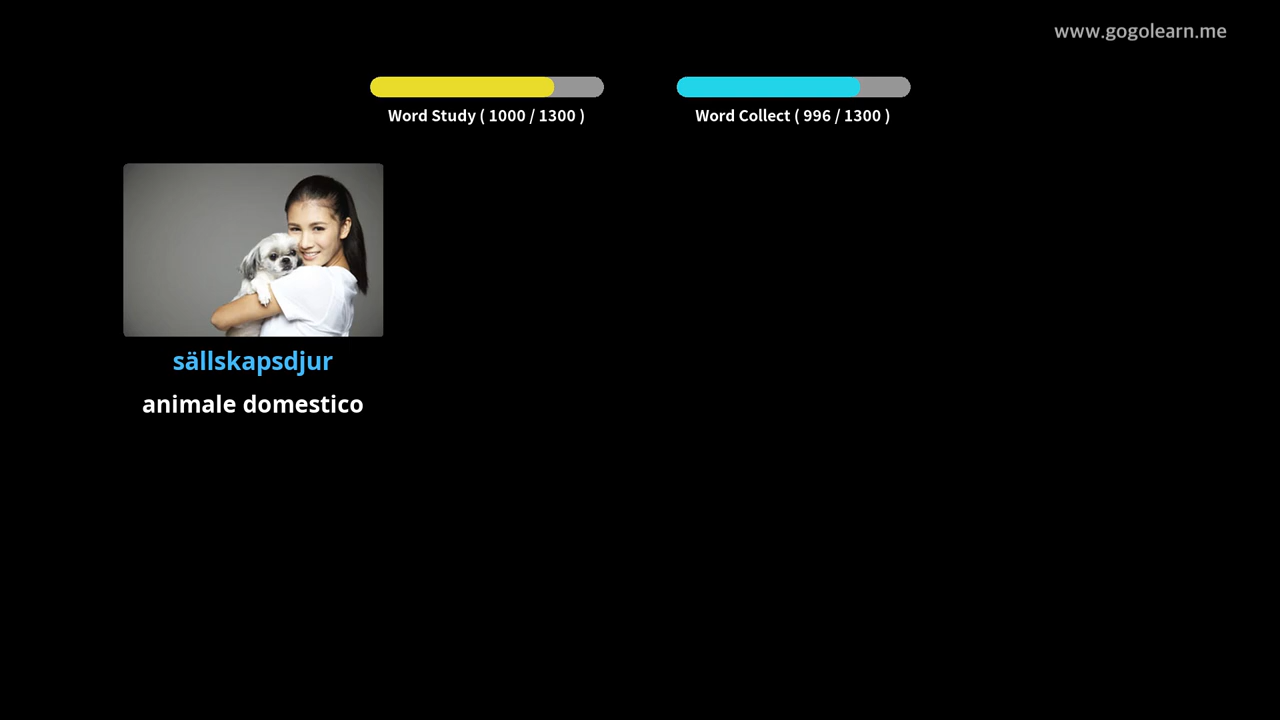 www.gogolearn.me
Word Study ( 1000 / 1300 )
Word Collect ( 996 / 1300 )
sällskapsdjur
animale domestico